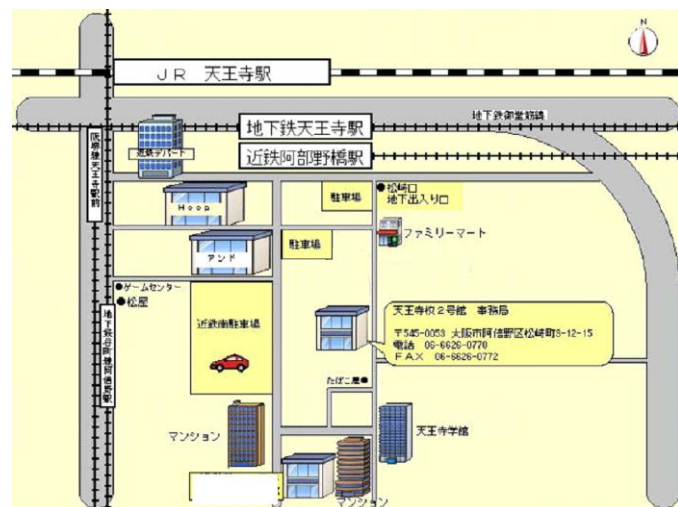 N
JR 天王寺駅
地下鉄天王寺駅
地下鉄御堂筋線
近鉄阿部野橋駅
近鉄デパート
阪堺線天王寺駅前
Hoop
駐車場
●松崎口
地下出入り口
ファミリーマート
アンド
駐車場
●ゲームセンター
●松屋
近鉄南駐車場
地下鉄谷町線阿倍野駅
天王寺校2号館 事務局
〒545-0053 大阪市阿倍野区松崎町3-12-15
電話 06-6626-0770
FAX 06-6626-0772
たばこ屋●
マンション
天王寺学館
マンション